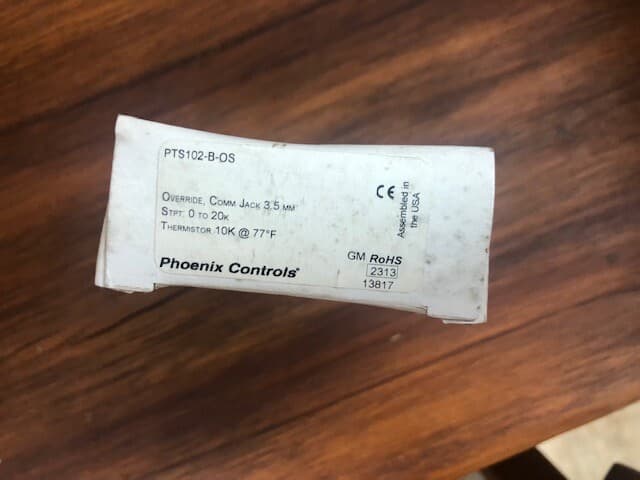 PTS102-B-OS
OVERRIDE, COMM JACK 3.5 MM
STPT: 0 TO 20K
THERMISTOR 10K @ 77°F
Phoenix Controls®
CE
Assembled in
the USA
GM RoHS
2313
13817